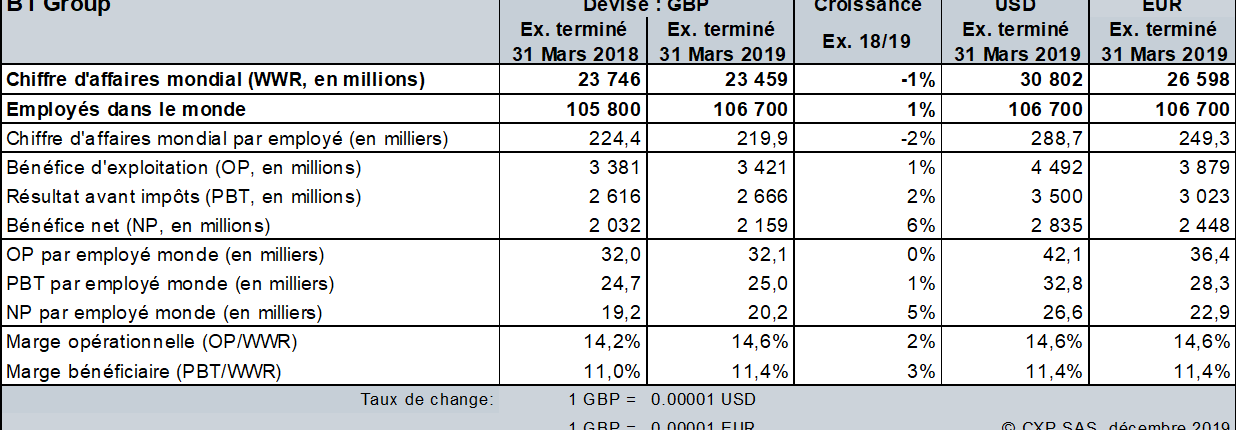 BT Group Devise : GBP Croissance USD EUR
Ex. terminé Ex. terminé Ex. 18/19 Ex. terminé Ex. terminé
31 Mars 2018 31 Mars 2019 31 Mars 2019 31 Mars 2019
Chiffre d'affaires mondial (WWR, en millions) 23 746 23 459 -1% 30 802 26 598
Employés dans le monde 105 800 106 700 1% 106 700 106 700
Chiffre d'affaires mondial par employé (en milliers) 224,4 219,9 -2% 288,7 249,3
Bénéfice d'exploitation (OP, en millions) 3 381 3 421 1% 4 492 3 879
Résultat avant impôts (PBT, en millions) 2 616 2 666 2% 3 500 3 023
Bénéfice net (NP, en millions) 2 032 2 159 6% 2 835 2 448
OP par employé monde (en milliers) 32,0 32,1 0% 42,1 36,4
PBT par employé monde (en milliers) 24,7 25,0 1% 32,8 28,3
NP par employé monde (en milliers) 19,2 20,2 5% 26,6 22,9
Marge opérationnelle (OP/WWR) 14,2% 14,6% 2% 14,6% 14,6%
Marge bénéficiaire (PBT/WWR) 11,0% 11,4% 3% 11,4% 11,4%
Taux de change: 1 GBP = 0.00001 USD
1 GBP = 0.00001 EUR © CXP SAS, décembre 2019